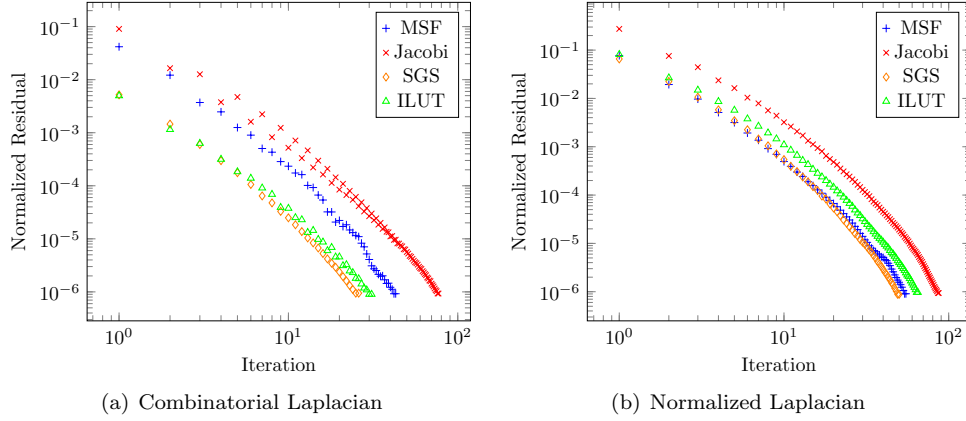 10^{-1}
10^{-2}
10^{-3}
10^{-4}
10^{-5}
10^{-6}
Normalized Residual
10^0
10^1
10^2
Iteration
MSF
Jacobi
SGS
ILUT
(a) Combinatorial Laplacian
10^0
10^{-1}
10^{-2}
10^{-3}
10^{-4}
10^{-5}
10^{-6}
Normalized Residual
10^0
10^1
10^2
Iteration
MSF
Jacobi
SGS
ILUT
(b) Normalized Laplacian